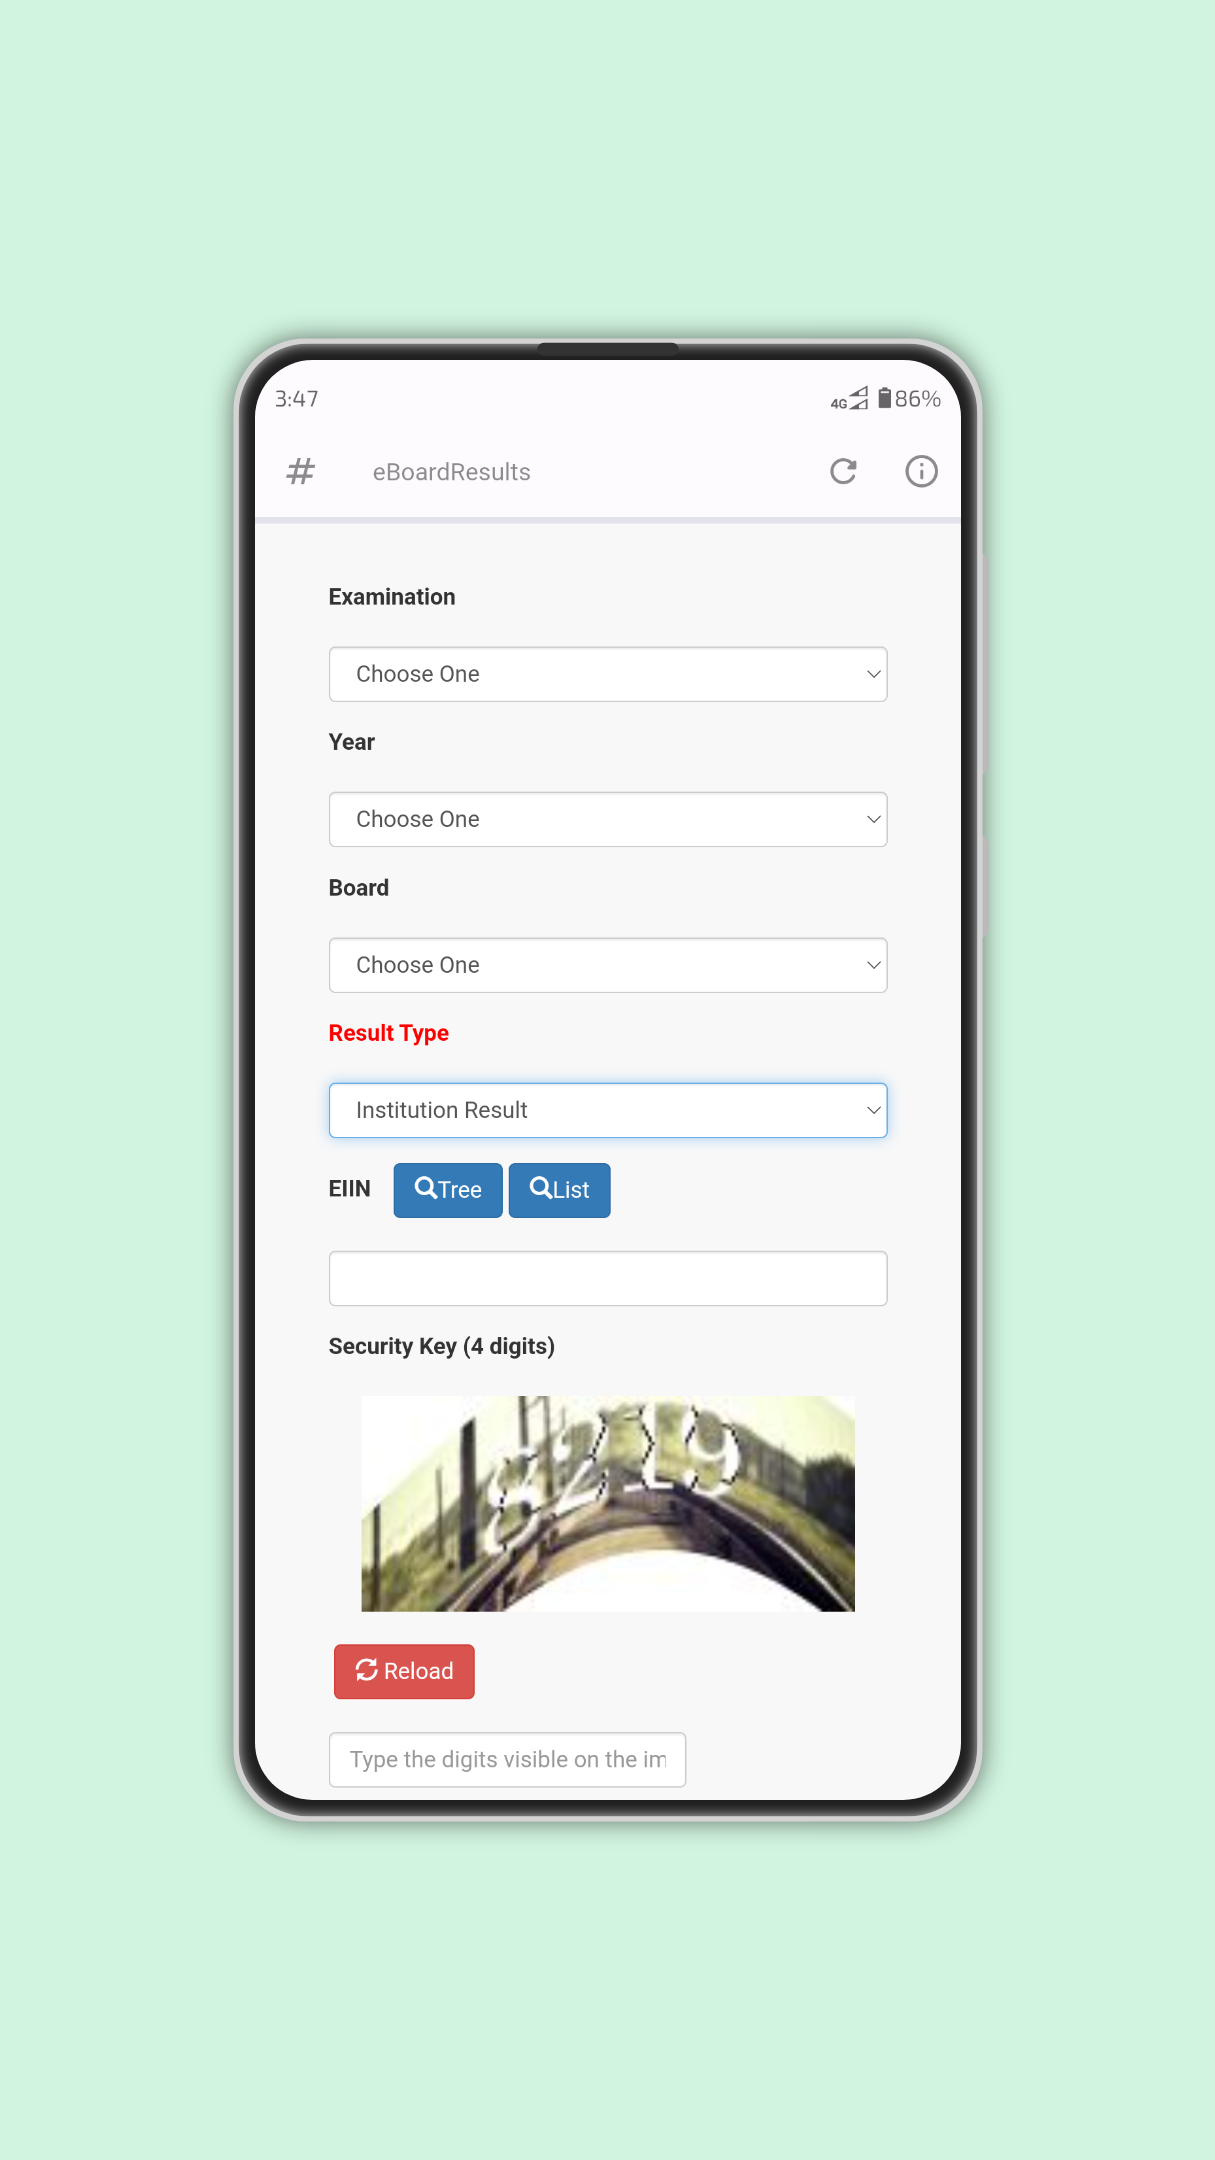 3:47
4G 86%
eBoardResults
Examination
Choose One
Year
Choose One
Board
Choose One
Result Type
Institution Result
EIIN Tree List
Security Key (4 digits)
8219
Reload
Type the digits visible on the im